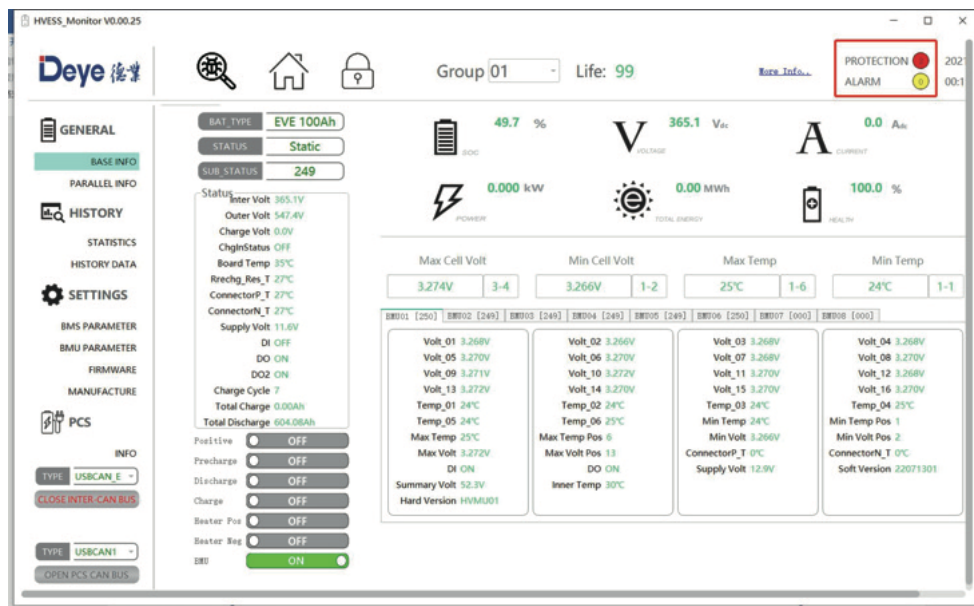 HVESS_Monitor V0.00.25
Deye 德業
Group 01 Life: 99 More Info.. PROTECTION 0 202
ALARM 0 00:1
GENERAL
BASE INFO
PARALLEL INFO
HISTORY
STATISTICS
HISTORY DATA
SETTINGS
BMS PARAMETER
BMU PARAMETER
FIRMWARE
MANUFACTURE
PCS
INFO
TYPE USBCAN_E
CLOSE INTER-CAN BUS
TYPE USBCAN1
OPEN PCS CAN BUS
BAT_TYPE EVE 100Ah
STATUS Static
SUB_STATUS 249
Status
Inter Volt 365.1V
Outer Volt 547.4V
Charge Volt 0.0V
ChgInStatus OFF
Board Temp 35℃
Rrechg_Res_T 27℃
ConnectorP_T 27℃
ConnectorN_T 27℃
Supply Volt 11.6V
DI OFF
DO ON
DO2 ON
Charge Cycle 7
Total Charge 0.00Ah
Total Discharge 604.08Ah
Positive OFF
Precharge OFF
Discharge OFF
Charge OFF
Heater Pos OFF
Heater Neg OFF
BMU ON
49.7 % SOC
V 365.1 Vdc VOLTAGE
A 0.0 Adc CURRENT
0.000 kW POWER
e 0.00 MWh TOTAL ENERGY
100.0 % HEALTH
Max Cell Volt Min Cell Volt Max Temp Min Temp
3.274V 3-4 3.266V 1-2 25℃ 1-6 24℃ 1-1
BMU01 [250] BMU02 [249] BMU03 [249] BMU04 [249] BMU05 [249] BMU06 [250] BMU07 [000] BMU08 [000]
Volt_01 3.268V Volt_02 3.266V Volt_03 3.268V Volt_04 3.268V
Volt_05 3.270V Volt_06 3.270V Volt_07 3.268V Volt_08 3.270V
Volt_09 3.271V Volt_10 3.272V Volt_11 3.270V Volt_12 3.268V
Volt_13 3.272V Volt_14 3.270V Volt_15 3.270V Volt_16 3.270V
Temp_01 24℃ Temp_02 24℃ Temp_03 24℃ Temp_04 25℃
Temp_05 24℃ Temp_06 25℃ Min Temp 24℃ Min Temp Pos 1
Max Temp 25℃ Max Temp Pos 6 Min Volt 3.266V Min Volt Pos 2
Max Volt 3.272V Max Volt Pos 13 ConnectorP_T 0℃ ConnectorN_T 0℃
DI ON DO ON Supply Volt 12.9V Soft Version 22071301
Summary Volt 52.3V Inner Temp 30℃
Hard Version HVMU01